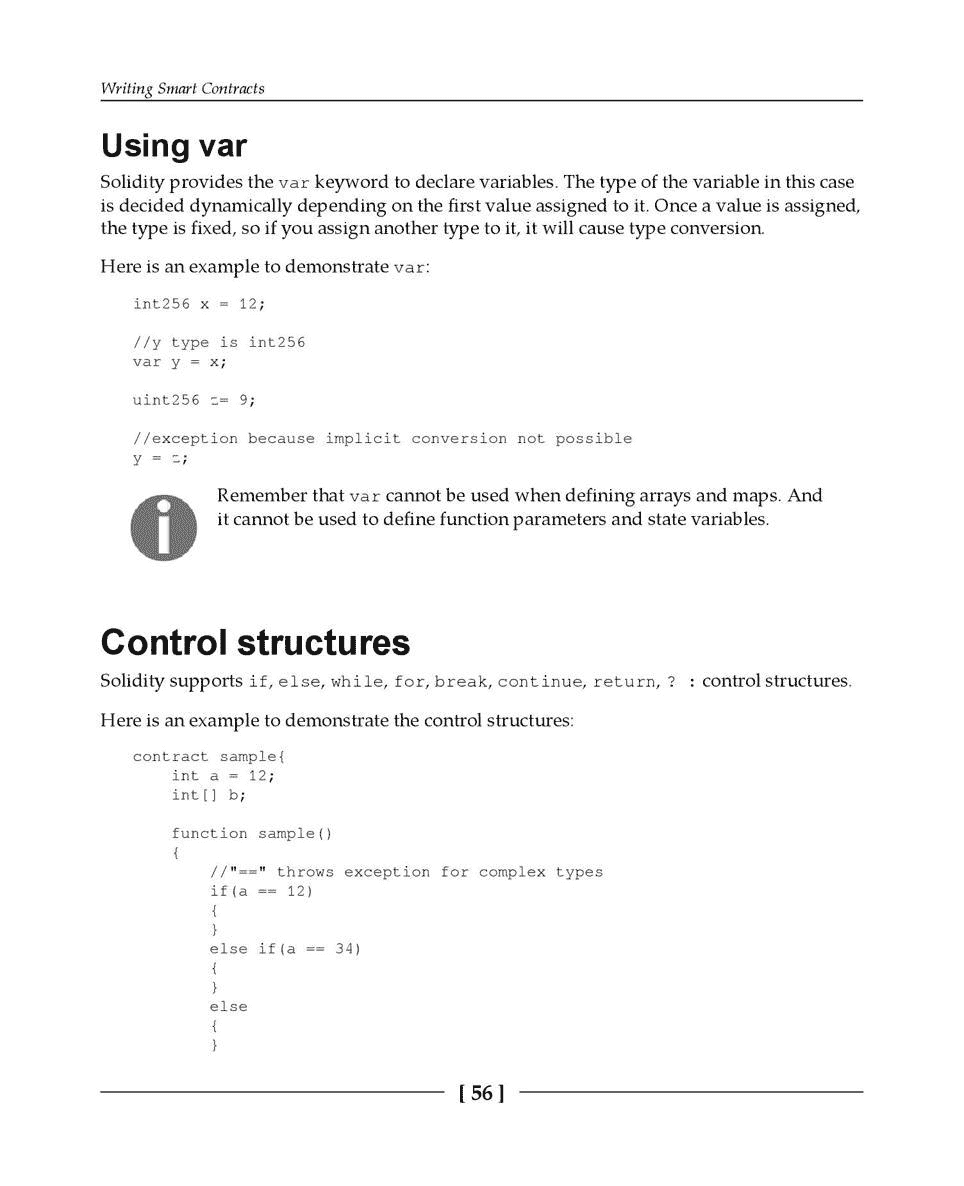 Writing Smart Contracts
Using var
Solidity provides the var keyword to declare variables. The type of the variable in this case
is decided dynamically depending on the first value assigned to it. Once a value is assigned,
the type is fixed, so if you assign another type to it, it will cause type conversion.
Here is an example to demonstrate var:
int256 x = 12;
//y type is int256
var y = x;
uint256 z= 9;
//exception because implicit conversion not possible
y = z;
Remember that var cannot be used when defining arrays and maps. And
it cannot be used to define function parameters and state variables.
Control structures
Solidity supports if, else, while, for, break, continue, return, ? : control structures.
Here is an example to demonstrate the control structures:
contract sample{
    int a = 12;
    int[] b;
    function sample()
    {
        //"==" throws exception for complex types
        if(a == 12)
        {
        }
        else if(a == 34)
        {
        }
        else
        {
        }
[ 56 ]